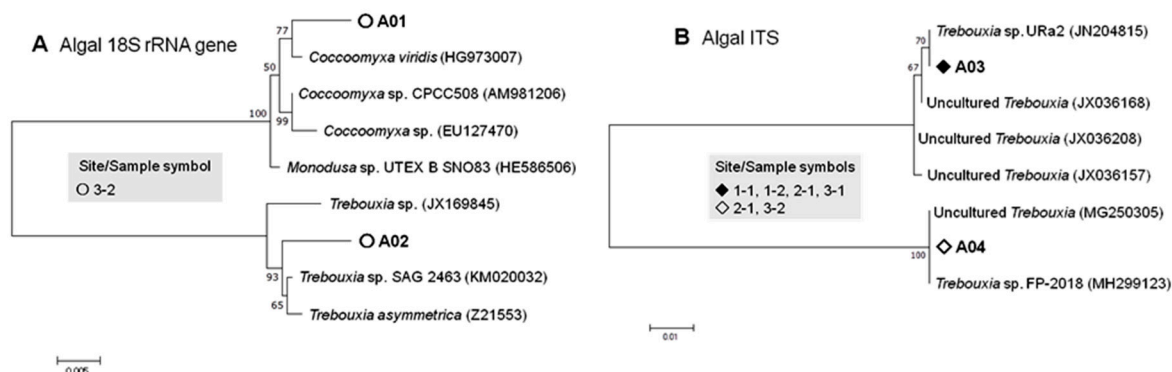 A Algal 18S rRNA gene
A01
77
Coccoomyxa viridis (HG973007)
50
Coccoomyxa sp. CPCC508 (AM981206)
99
100
Coccoomyxa sp. (EU127470)
Monodusa sp. UTEX B SNO83 (HE586506)
Site/Sample symbol
3-2
Trebouxia sp. (JX169845)
A02
93
Trebouxia sp. SAG 2463 (KM020032)
65
Trebouxia asymmetrica (Z21553)
0.005
B Algal ITS
Trebouxia sp. URa2 (JN204815)
70
67
A03
Uncultured Trebouxia (JX036168)
Uncultured Trebouxia (JX036208)
Uncultured Trebouxia (JX036157)
Site/Sample symbols
1-1, 1-2, 2-1, 3-1
2-1, 3-2
Uncultured Trebouxia (MG250305)
A04
100
Trebouxia sp. FP-2018 (MH299123)
0.01